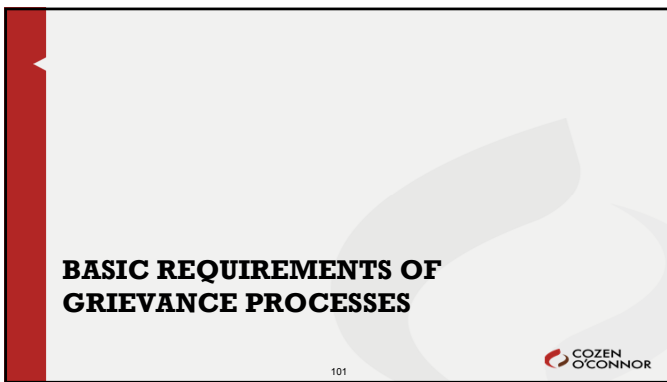 BASIC REQUIREMENTS OF
GRIEVANCE PROCESSES
101
COZEN
O'CONNOR